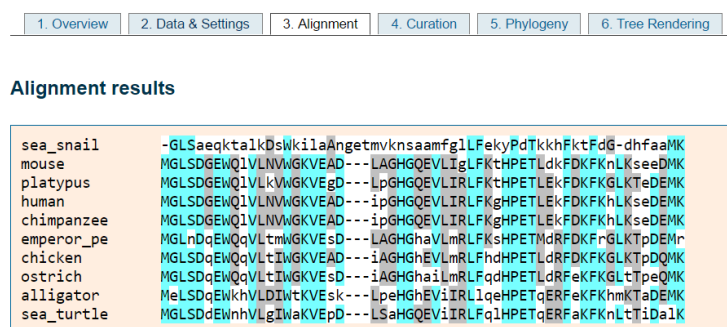 1. Overview 2. Data & Settings 3. Alignment 4. Curation 5. Phylogeny 6. Tree Rendering
Alignment results
sea_snail -GLSaeqktalkDsWkilaAngetmvknsaamfglLFekyPdTkkhFktFdG-dhfaaMK
mouse MGLSDGEWQlVLNVWGKVEAD---LAGHGQEVLIgLFKtHPETLdkFDKFKnLKseeDMK
platypus MGLSDGEWQlVLkVWGKVEgD---LpGHGQEVLIRLFKtHPETLEkFDKFKGLKTeDEMK
human MGLSDGEWQlVLNVWGKVEAD---ipGHGQEVLIRLFKgHPETLEkFDKFKhLKseDEMK
chimpanzee MGLSDGEWQlVLNVWGKVEAD---ipGHGQEVLIRLFKgHPETLEkFDKFKhLKseDEMK
emperor_pe MGLnDqEWQqVLtmWGKVEsD---LAGHGhaVLmRLFKsHPETMdRFDKFrGLKTpDEMr
chicken MGLSDqEWQqVLtIWGKVEAD---iAGHGhEVLmRLFhdHPETLdRFDKFKGLKTpDQMK
ostrich MGLSDqEWQqVLtIWGKVEsD---iAGHGhaiLmRLFqdHPETLdRFeKFKGLtTpeQMK
alligator MeLSDqEWkhVLDIWtKVEsk---LpeHGhEViIRLlqeHPETqERFeKFKhmKTaDEMK
sea_turtle MGLSDdEWnhVLgIWaKVEpD---LSaHGqEViIRLFqlHPETqERFaKFKnLtTiDalK